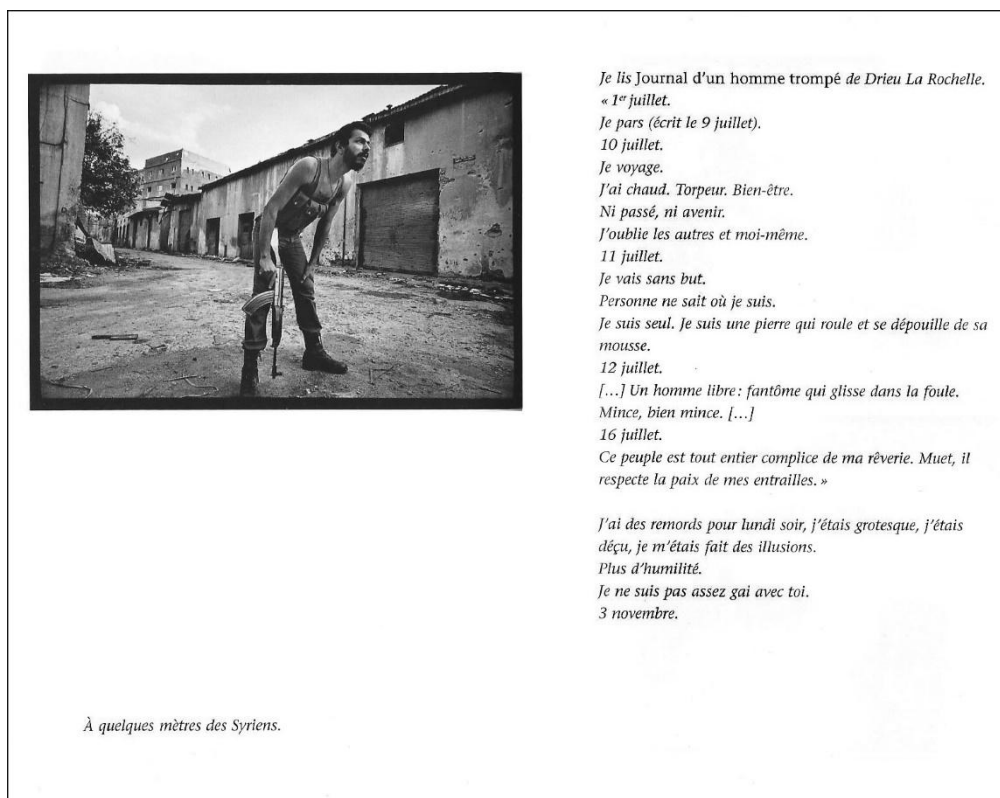 Je lis Journal d'un homme trompé de Drieu La Rochelle.
« 1er juillet.
Je pars (écrit le 9 juillet).
10 juillet.
Je voyage.
J'ai chaud. Torpeur. Bien-être.
Ni passé, ni avenir.
J'oublie les autres et moi-même.
11 juillet.
Je vais sans but.
Personne ne sait où je suis.
Je suis seul. Je suis une pierre qui roule et se dépouille de sa
mousse.
12 juillet.
[…] Un homme libre : fantôme qui glisse dans la foule.
Mince, bien mince. […]
16 juillet.
Ce peuple est tout entier complice de ma rêverie. Muet, il
respecte la paix de mes entrailles. »
J'ai des remords pour lundi soir, j'étais grotesque, j'étais
déçu, je m'étais fait des illusions.
Plus d'humilité.
Je ne suis pas assez gai avec toi.
3 novembre.
À quelques mètres des Syriens.